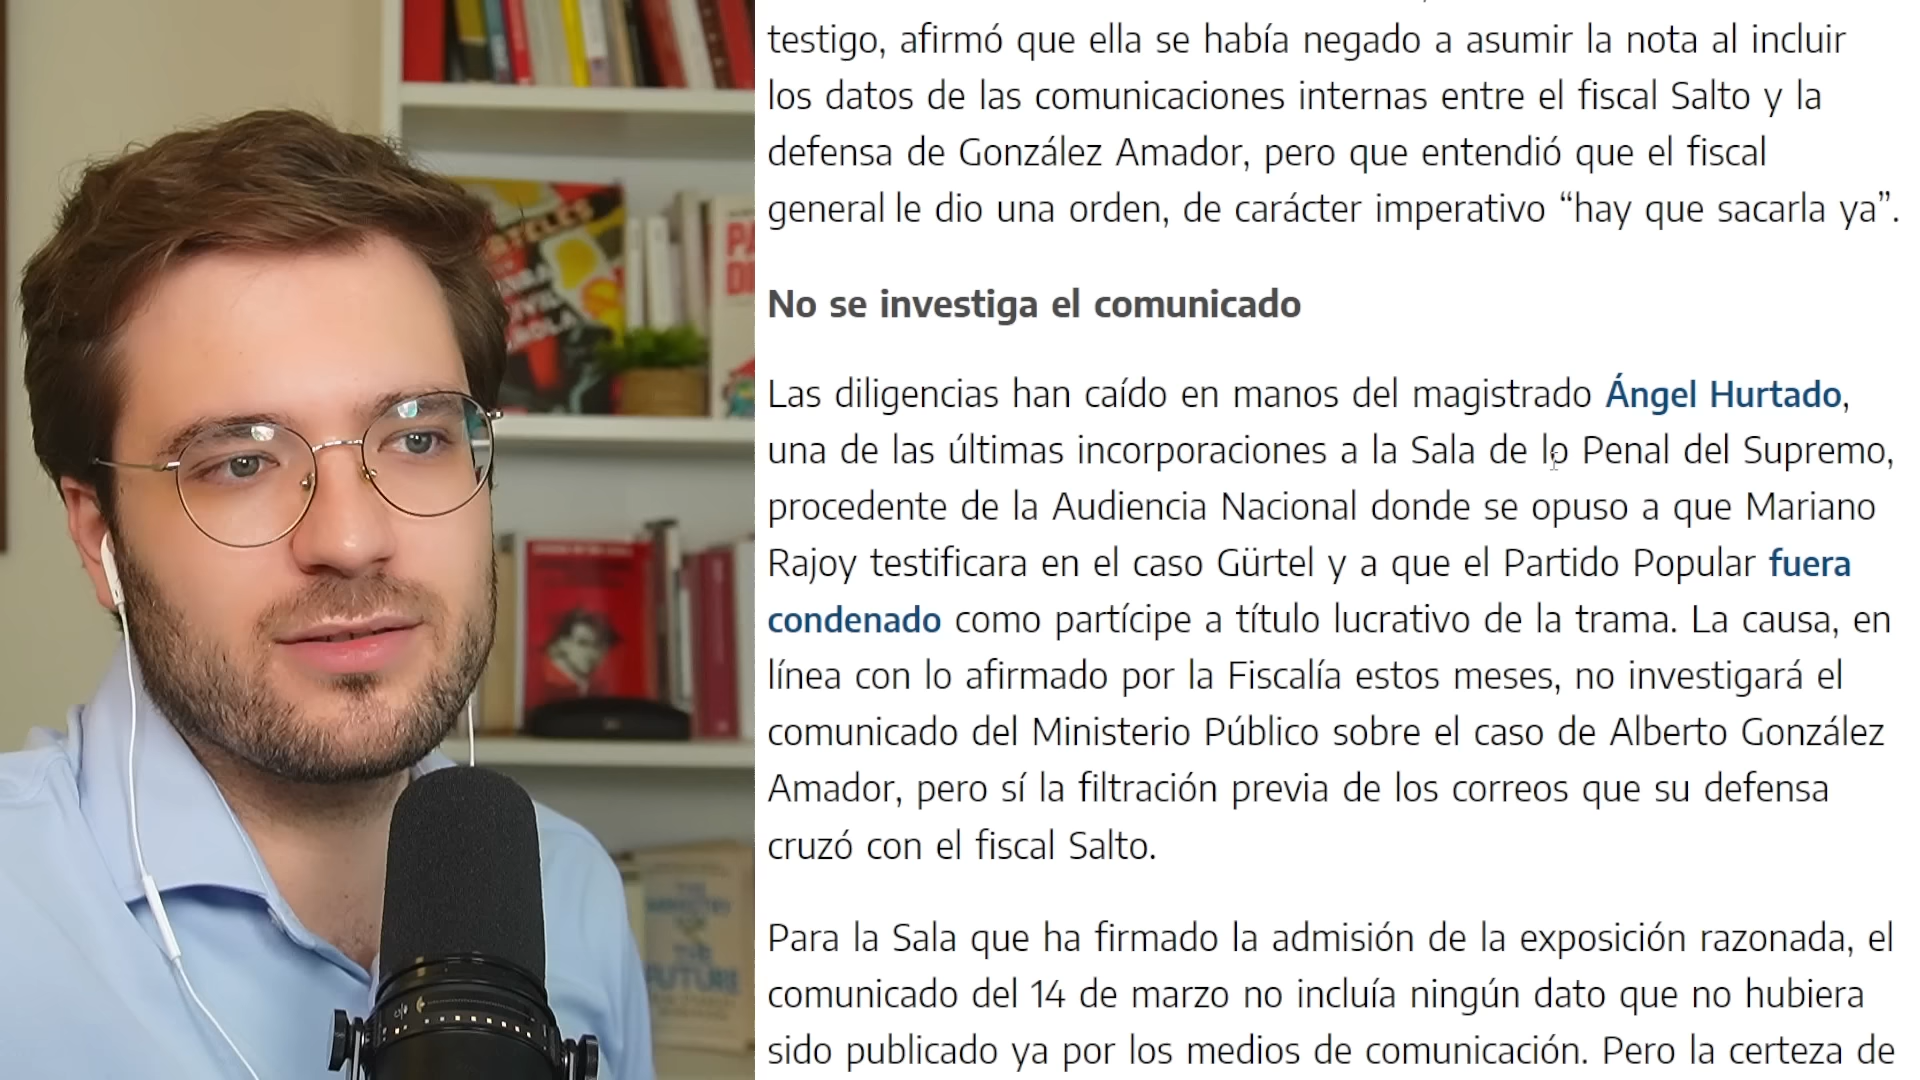 testigo, afirmó que ella se había negado a asumir la nota al incluir
los datos de las comunicaciones internas entre el fiscal Salto y la
defensa de González Amador, pero que entendió que el fiscal
general le dio una orden, de carácter imperativo “hay que sacarla ya”.
No se investiga el comunicado
Las diligencias han caído en manos del magistrado Ángel Hurtado,
una de las últimas incorporaciones a la Sala de lo Penal del Supremo,
procedente de la Audiencia Nacional donde se opuso a que Mariano
Rajoy testificara en el caso Gürtel y a que el Partido Popular fuera
condenado como partícipe a título lucrativo de la trama. La causa, en
línea con lo afirmado por la Fiscalía estos meses, no investigará el
comunicado del Ministerio Público sobre el caso de Alberto González
Amador, pero sí la filtración previa de los correos que su defensa
cruzó con el fiscal Salto.
Para la Sala que ha firmado la admisión de la exposición razonada, el
comunicado del 14 de marzo no incluía ningún dato que no hubiera
sido publicado ya por los medios de comunicación. Pero la certeza de
THE
MINISTRY
THE
FUTURE